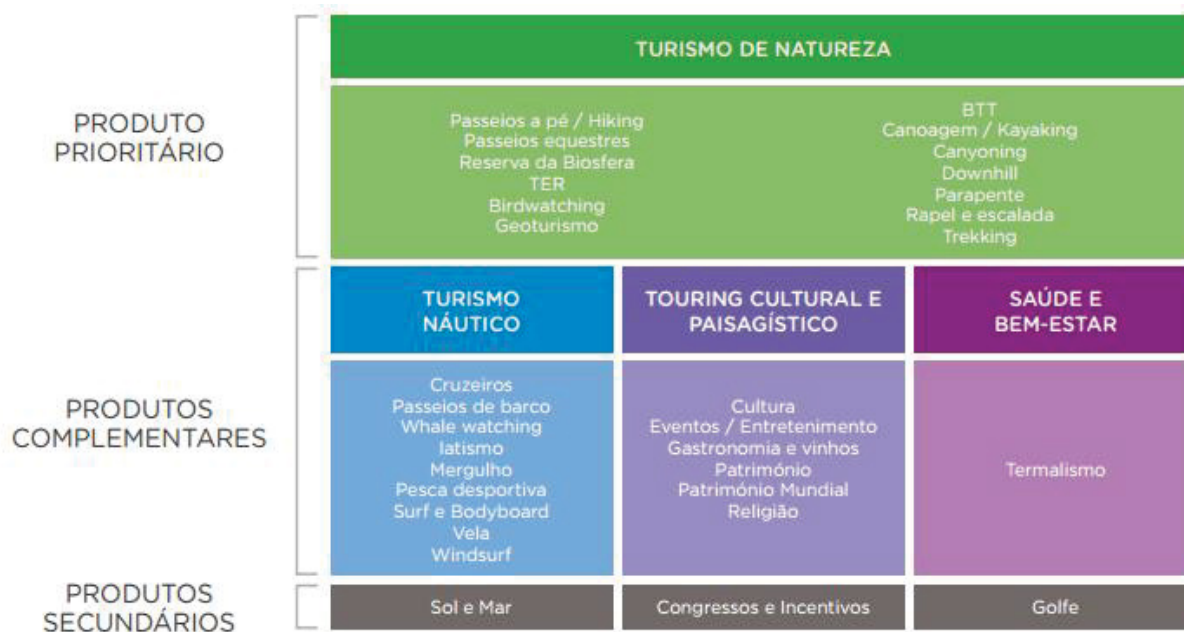 PRODUTO
PRIORITÁRIO
TURISMO DE NATUREZA
Passeios a pé / Hiking
Passeios equestres
Reserva da Biosfera
TER
Birdwatching
Geoturismo
BTT
Canoagem / Kayaking
Canyoning
Downhill
Parapente
Rapel e escalada
Trekking
PRODUTOS
COMPLEMENTARES
TURISMO
NÁUTICO
Cruzeiros
Passeios de barco
Whale watching
Iatismo
Mergulho
Pesca desportiva
Surf e Bodyboard
Vela
Windsurf
TOURING CULTURAL E
PAISAGÍSTICO
Cultura
Eventos / Entretenimento
Gastronomia e vinhos
Património
Património Mundial
Religião
SAÚDE E
BEM-ESTAR
Termalismo
PRODUTOS
SECUNDÁRIOS
Sol e Mar
Congressos e Incentivos
Golfe